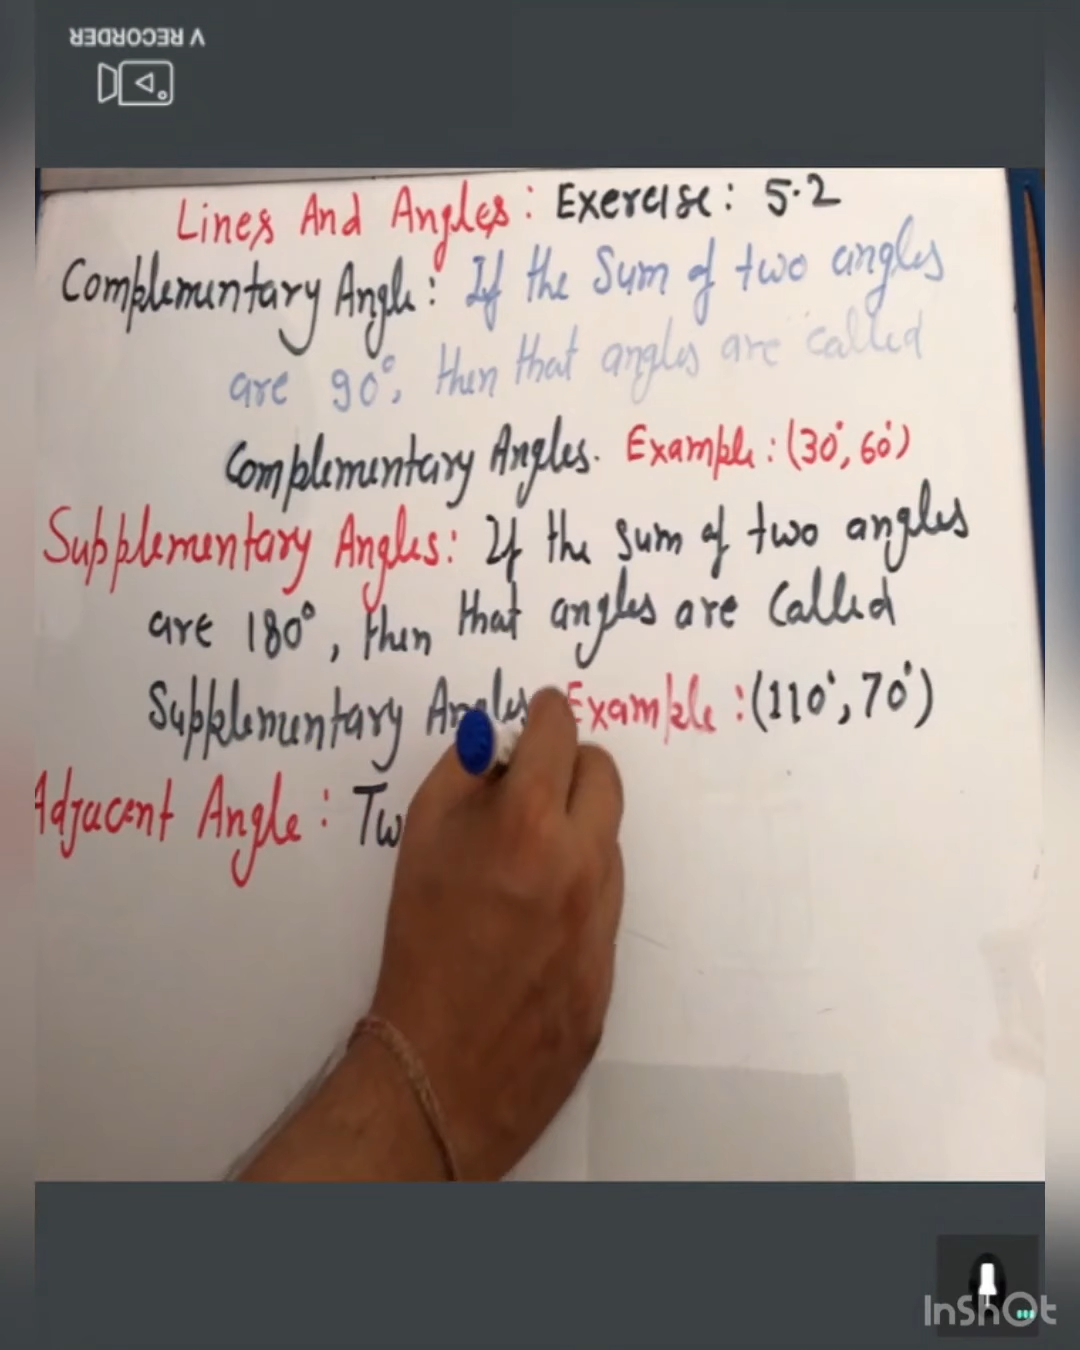 V RECORDER
Lines And Angles: Exercise: 5.2
Complementary Angle: If the Sum of two angles
are 90°, then that angles are called
Complementary Angles. Example: (30°, 60°)
Supplementary Angles: If the sum of two angles
are 180°, then that angles are called
Supplementary Angles Example: (110°, 70°)
Adjacent Angle: Tw
InShOt